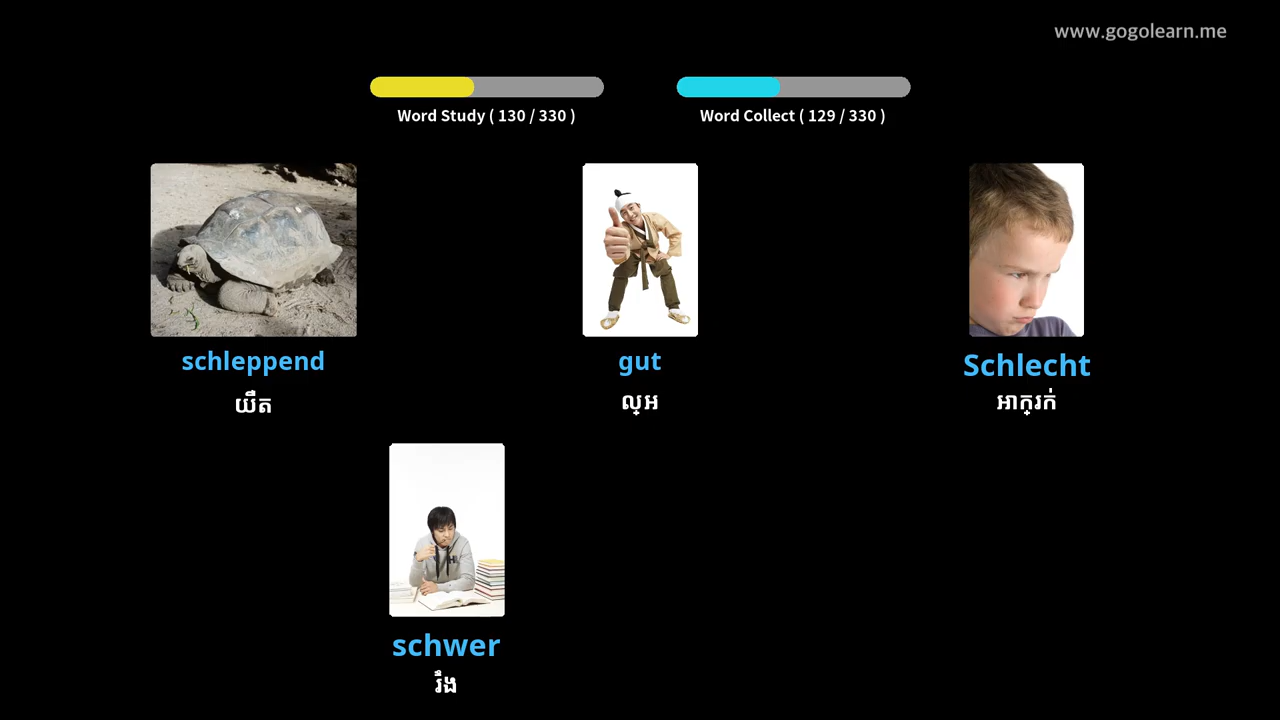 www.gogolearn.me
Word Study ( 130 / 330 )
Word Collect ( 129 / 330 )
schleppend
gut
Schlecht
យឺត
ល្អ
អាក្រក់
schwer
រឹង